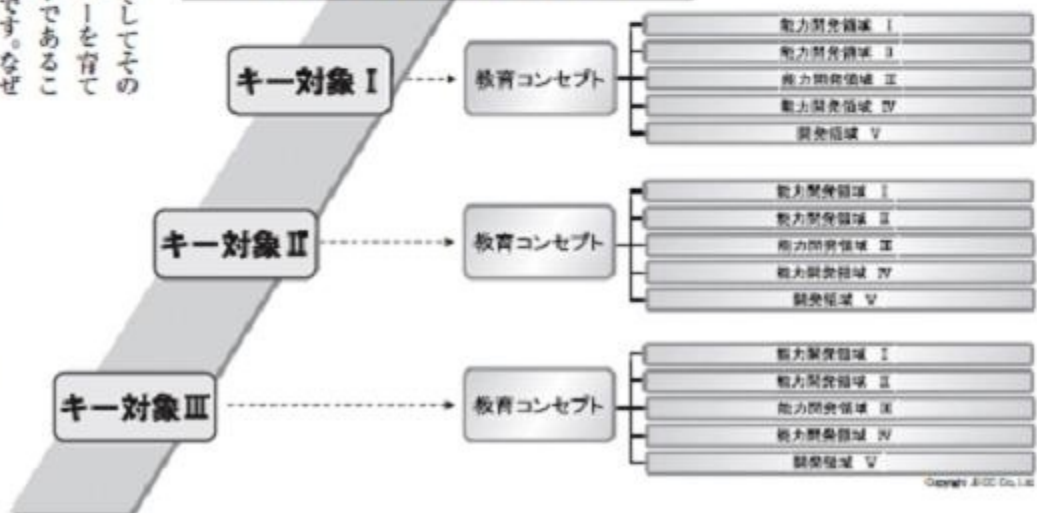 してその
ーを育て
であるこ
です。なぜ
キー対象 I
教育コンセプト
能力開発領域 I
能力開発領域 II
能力開発領域 III
能力開発領域 IV
開発領域 V
キー対象 II
教育コンセプト
能力開発領域 I
能力開発領域 II
能力開発領域 III
能力開発領域 IV
開発領域 V
キー対象 III
教育コンセプト
能力開発領域 I
能力開発領域 II
能力開発領域 III
能力開発領域 IV
開発領域 V
Copyright